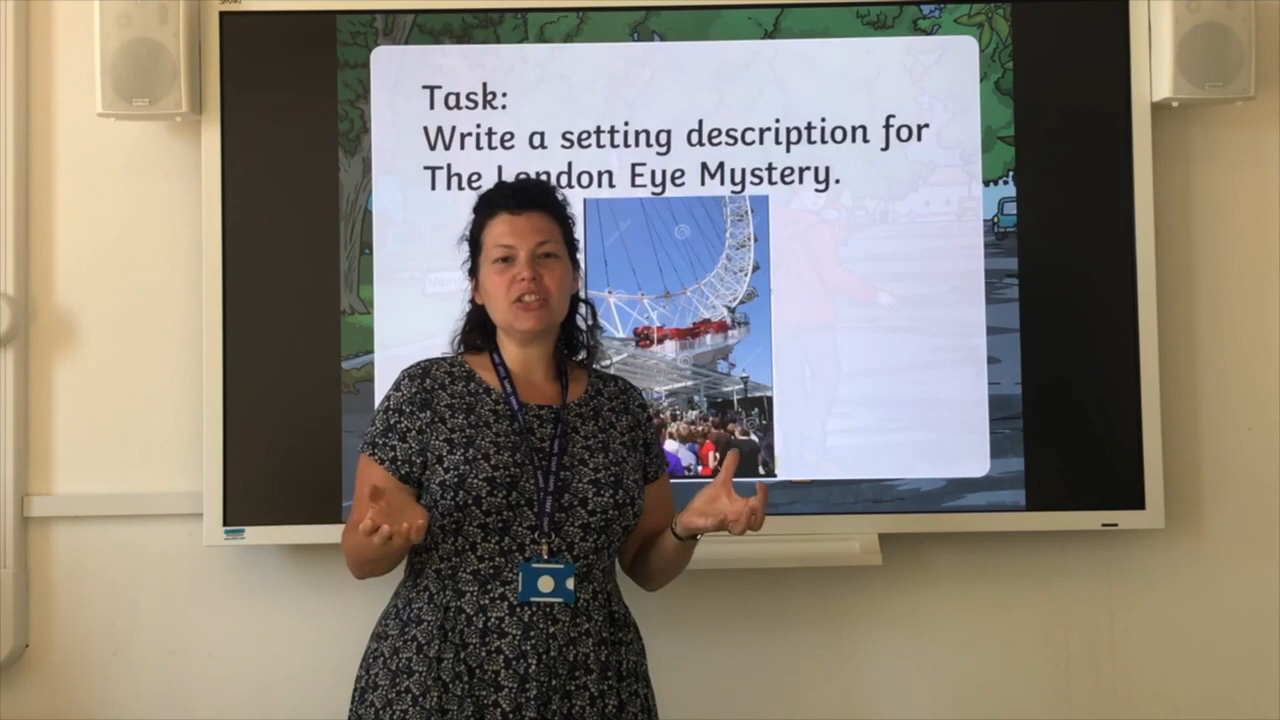 Task:
Write a setting description for
The London Eye Mystery.